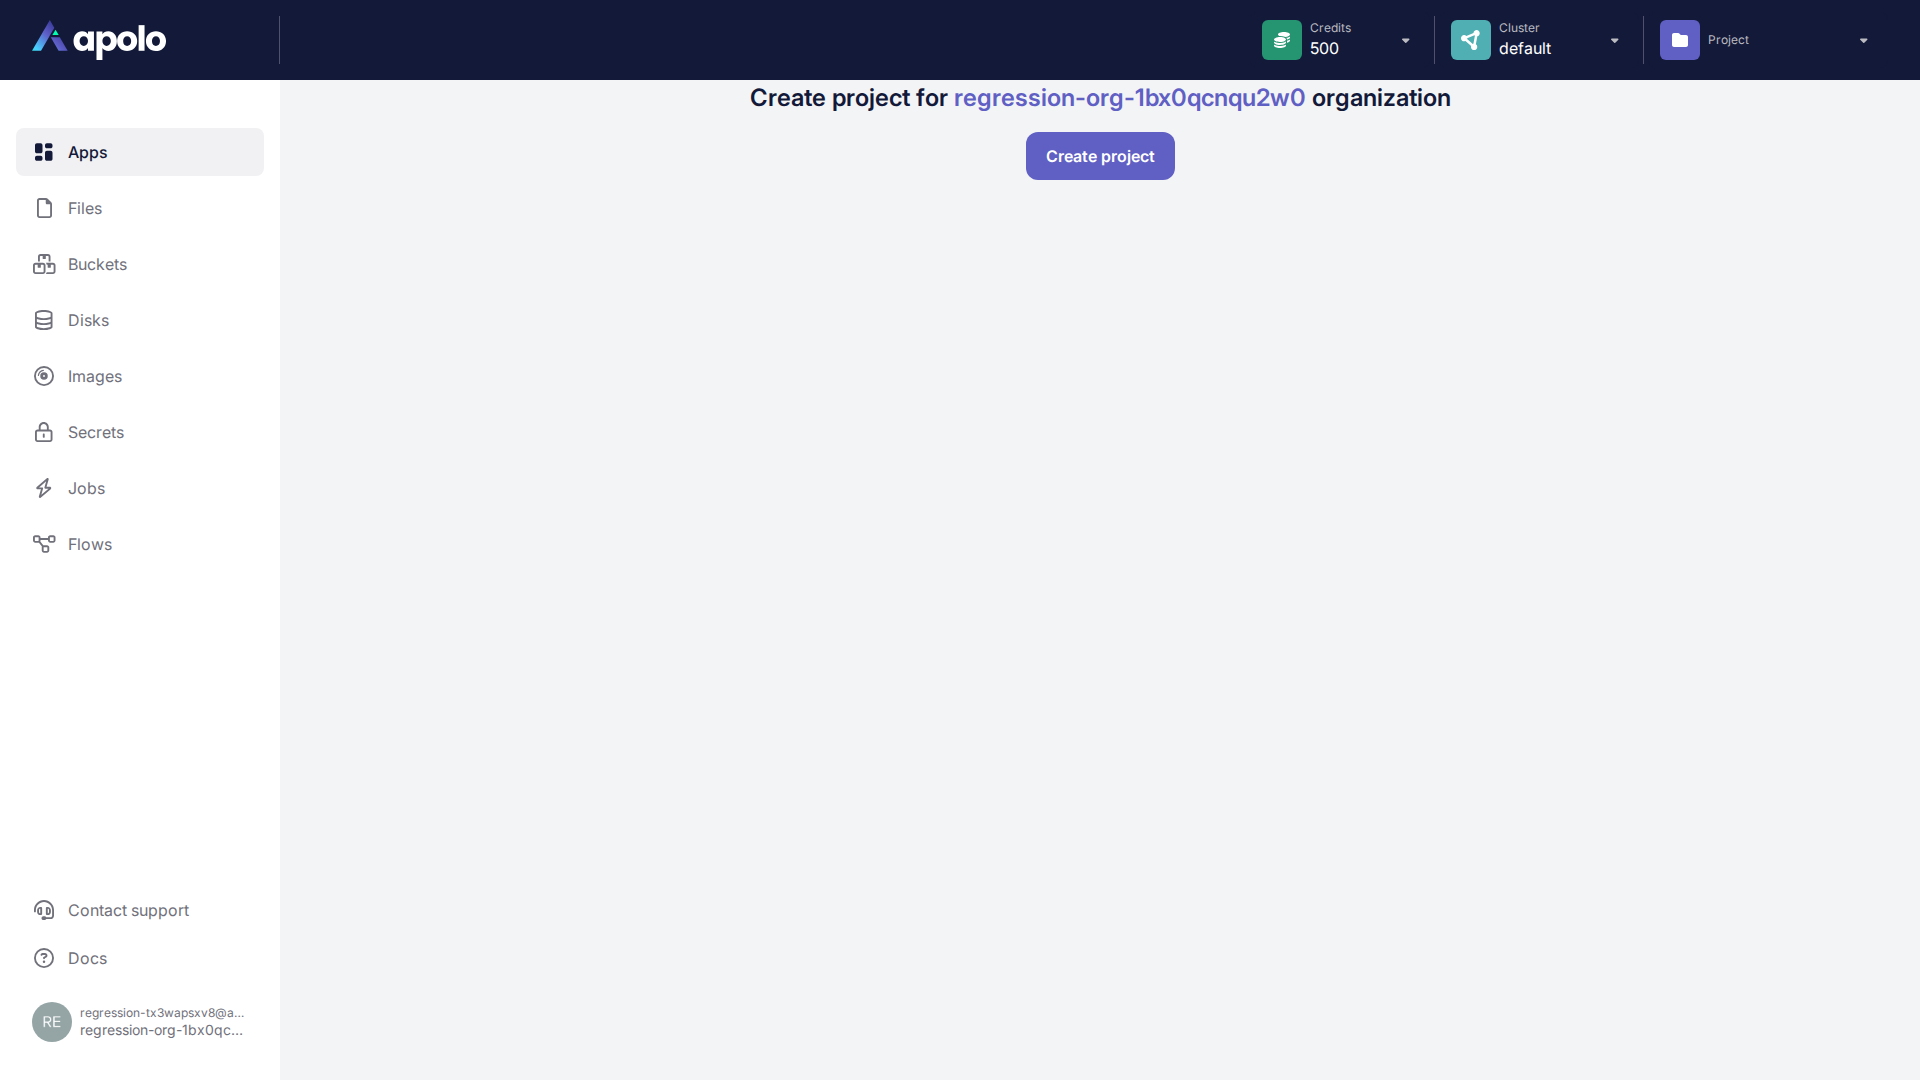 apolo
Credits
500
Cluster
default
Project
Create project for regression-org-1bx0qcnqu2w0 organization
Create project
Apps
Files
Buckets
Disks
Images
Secrets
Jobs
Flows
Contact support
Docs
RE
regression-tx3wapsxv8@a...
regression-org-1bx0qc...